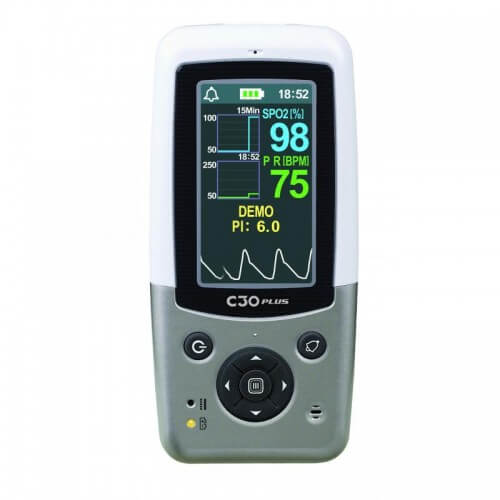 18:52
15Min
SPO2[%]
100
98
50
18:52
P R[BPM]
250
75
50
DEMO
PI: 6.0
C30 PLUS